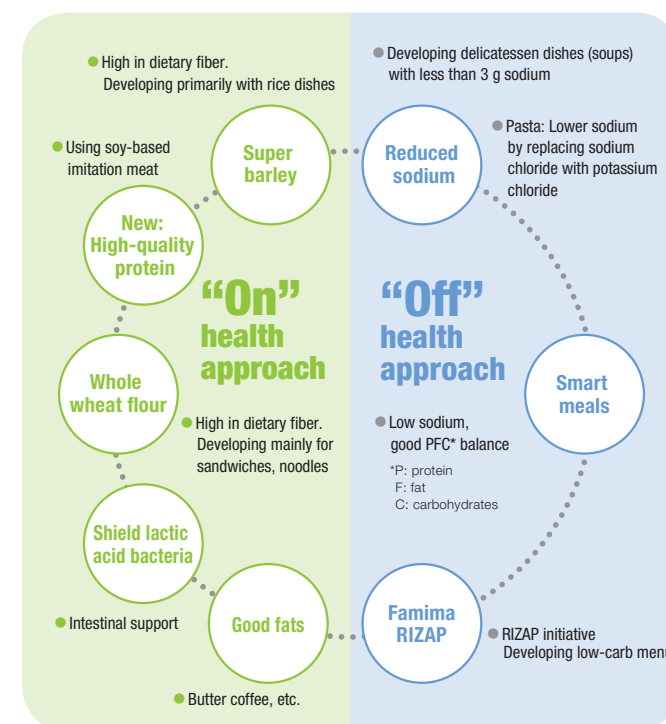 ● High in dietary fiber.
Developing primarily with rice dishes
● Using soy-based
imitation meat
Super
barley
New:
High-quality
protein
“On”
health
approach
Whole
wheat flour
● High in dietary fiber.
Developing mainly for
sandwiches, noodles
Shield lactic
acid bacteria
● Intestinal support
Good fats
● Butter coffee, etc.
● Developing delicatessen dishes (soups)
with less than 3 g sodium
Reduced
sodium
● Pasta: Lower sodium
by replacing sodium
chloride with potassium
chloride
“Off”
health
approach
Smart
meals
● Low sodium,
good PFC* balance
*P: protein
F: fat
C: carbohydrates
Famima
RIZAP
● RIZAP initiative
Developing low-carb menu